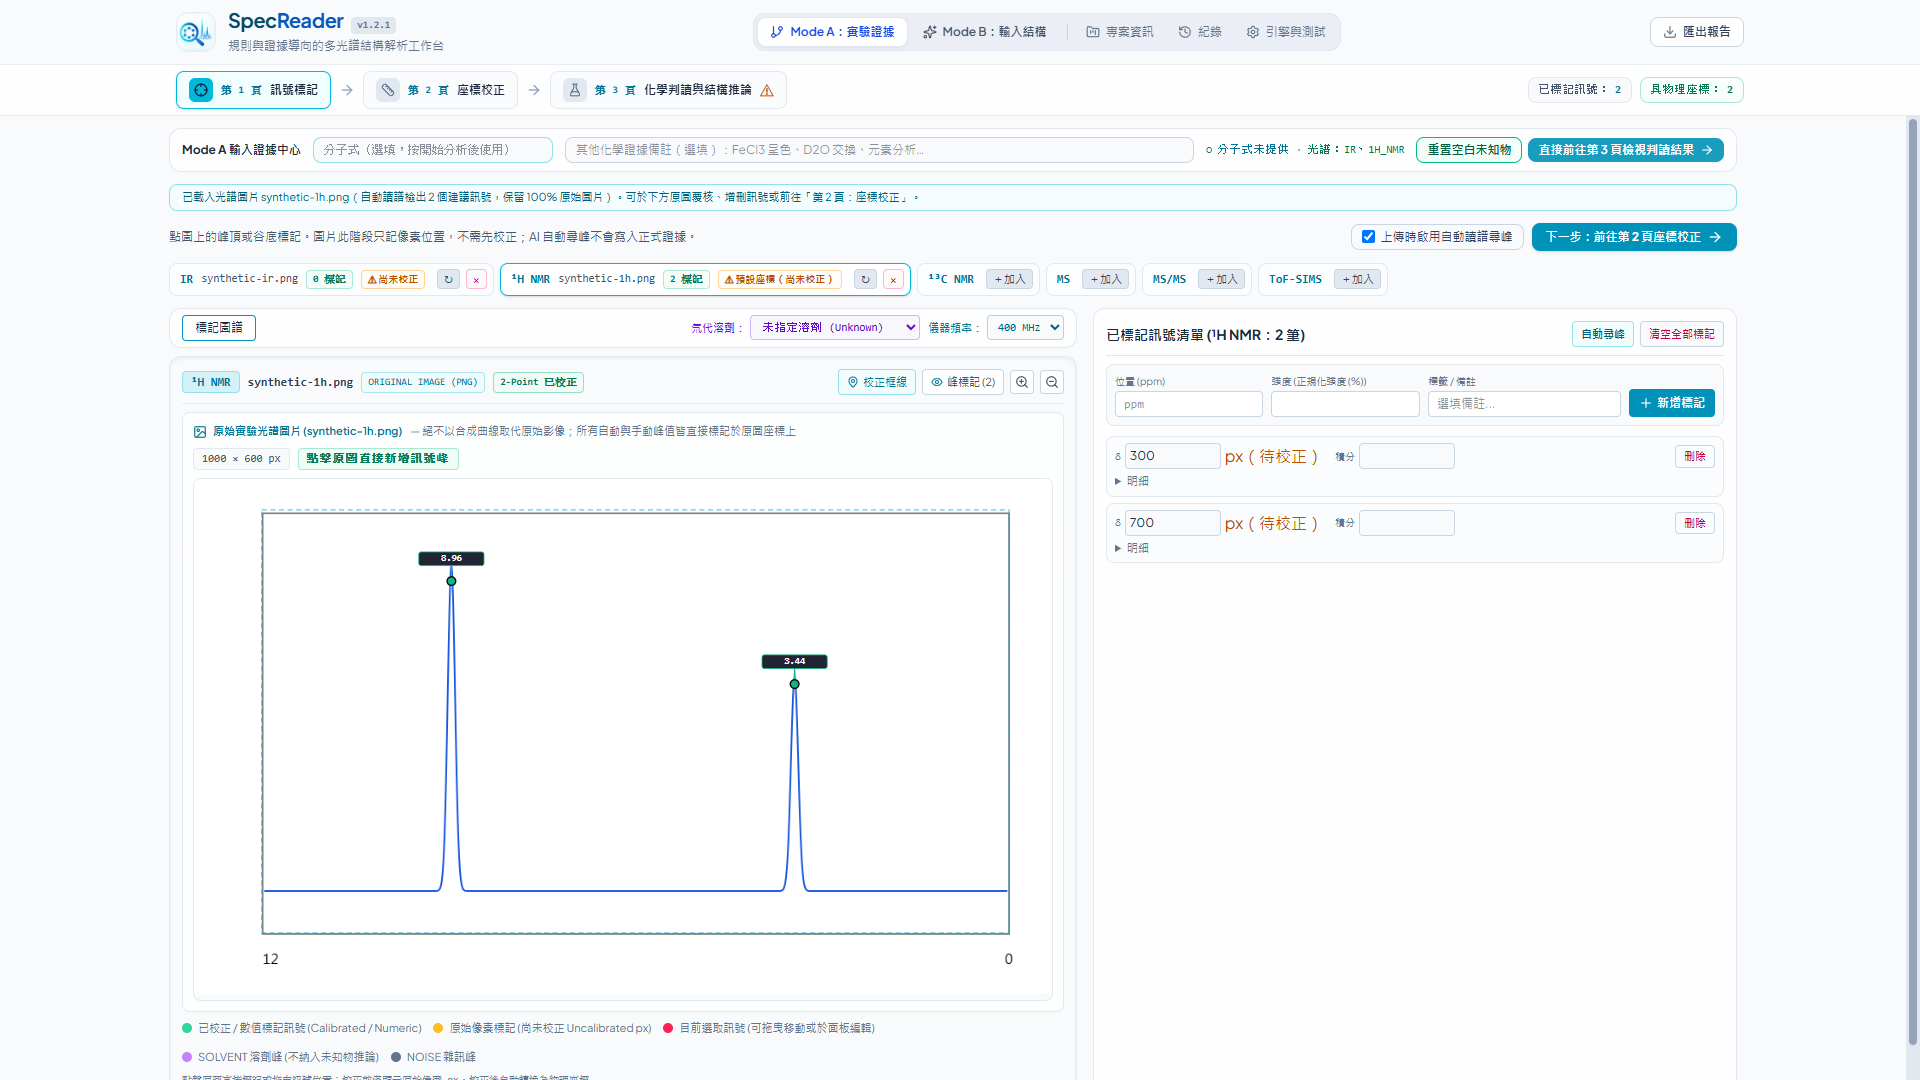 SpecReader v1.2.1
規則與證據導向的多光譜結構解析工作台
Mode A：實驗證據
Mode B：輸入結構
專案資訊
紀錄
引擎與測試
匯出報告
第 1 頁 訊號標記
第 2 頁 座標校正
第 3 頁 化學判讀與結構推論
已標記訊號： 2
具物理座標： 2
Mode A 輸入證據中心
分子式（選填，按開始分析後使用）
其他化學證據備註（選填）：FeCl3 呈色、D2O 交換、元素分析...
○ 分子式未提供 · 光譜：IR、1H_NMR
重置空白未知物
直接前往第 3 頁檢視判讀結果 →
已載入光譜圖片 synthetic-1h.png（自動讀譜檢出 2 個建議訊號，保留 100% 原始圖片）。可於下方原圖覆核、增刪訊號或前往「第 2 頁：座標校正」。
點圖上的峰頂或谷底標記。圖片此階段只記像素位置，不需先校正；AI 自動尋峰不會寫入正式證據。
上傳時啟用自動讀譜尋峰
下一步：前往第 2 頁座標校正 →
IR synthetic-ir.png 0 標記 ⚠尚未校正 ↻ ×
¹H NMR synthetic-1h.png 2 標記 ⚠預設座標（尚未校正） ↻ ×
¹³C NMR ＋加入
MS ＋加入
MS/MS ＋加入
ToF-SIMS ＋加入
標記圖譜
氘代溶劑： 未指定溶劑 (Unknown)
儀器頻率： 400 MHz
已標記訊號清單 (¹H NMR：2 筆)
自動尋峰
清空全部標記
¹H NMR synthetic-1h.png ORIGINAL IMAGE (PNG) 2-Point 已校正
校正框線
峰標記 (2)
位置 (ppm)
強度 (正規化強度 (%))
標籤 / 備註
ppm
選填備註...
＋ 新增標記
原始實驗光譜圖片 (synthetic-1h.png) — 絕不以合成曲線取代原始影像；所有自動與手動峰值皆直接標記於原圖座標上
1000 × 600 px
點擊原圖直接新增訊號峰
δ 300 px（待校正） 積分
刪除
▶ 明細
δ 700 px（待校正） 積分
刪除
▶ 明細
8.96
3.44
12
0
已校正 / 數值標記訊號 (Calibrated / Numeric)
原始像素標記 (尚未校正 Uncalibrated px)
目前選取訊號 (可拖曳移動或於面板編輯)
SOLVENT 溶劑峰 (不納入未知物推論)
NOISE 雜訊峰